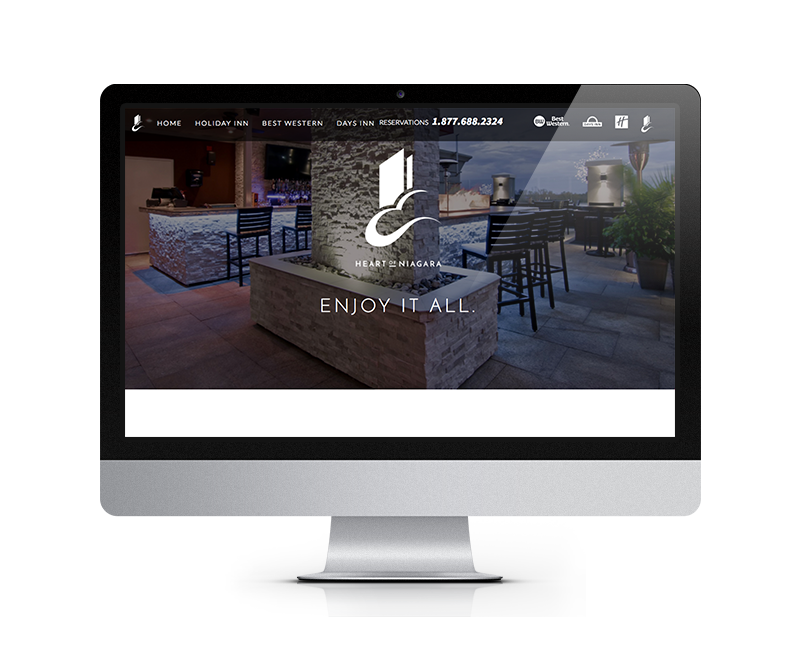 HOME HOLIDAY INN BEST WESTERN DAYS INN RESERVATIONS 1.877.688.2324 BW Best Western. H
HEART OF NIAGARA
ENJOY IT ALL.